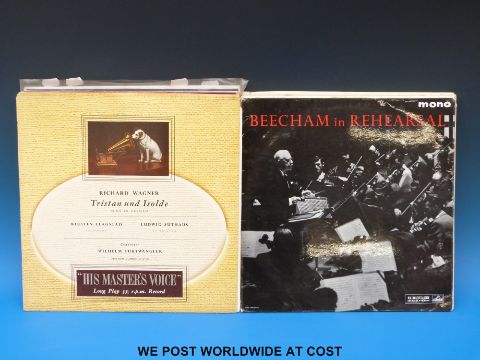 RICHARD WAGNER
Tristan und Isolde
KIRSTEN FLAGSTAD
LUDWIG SUTHAUS
WILHELM FURTWÄNGLER
"HIS MASTER'S VOICE"
Long Play 33⅓ r.p.m. Record
mono
BEECHAM in REHEARSAL
WE POST WORLDWIDE AT COST